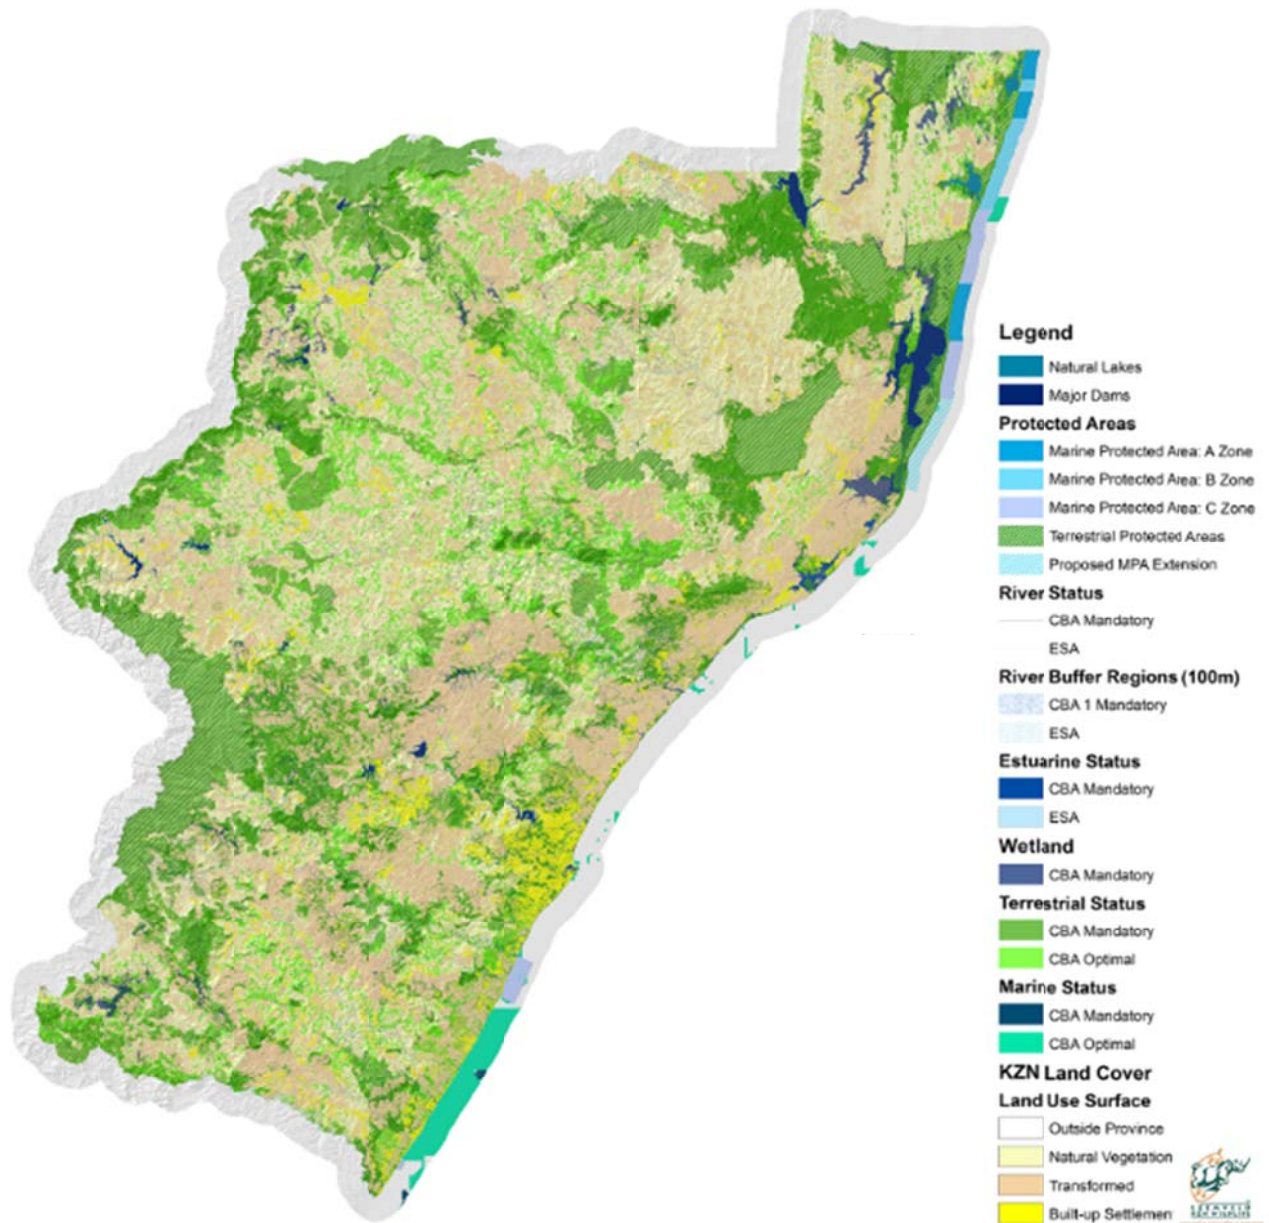 Legend
Natural Lakes
Major Dams
Protected Areas
Marine Protected Area: A Zone
Marine Protected Area: B Zone
Marine Protected Area: C Zone
Terrestrial Protected Areas
Proposed MPA Extension
River Status
CBA Mandatory
ESA
River Buffer Regions (100m)
CBA 1 Mandatory
ESA
Estuarine Status
CBA Mandatory
ESA
Wetland
CBA Mandatory
Terrestrial Status
CBA Mandatory
CBA Optimal
Marine Status
CBA Mandatory
CBA Optimal
KZN Land Cover
Land Use Surface
Outside Province
Natural Vegetation
Transformed
Built-up Settlemen